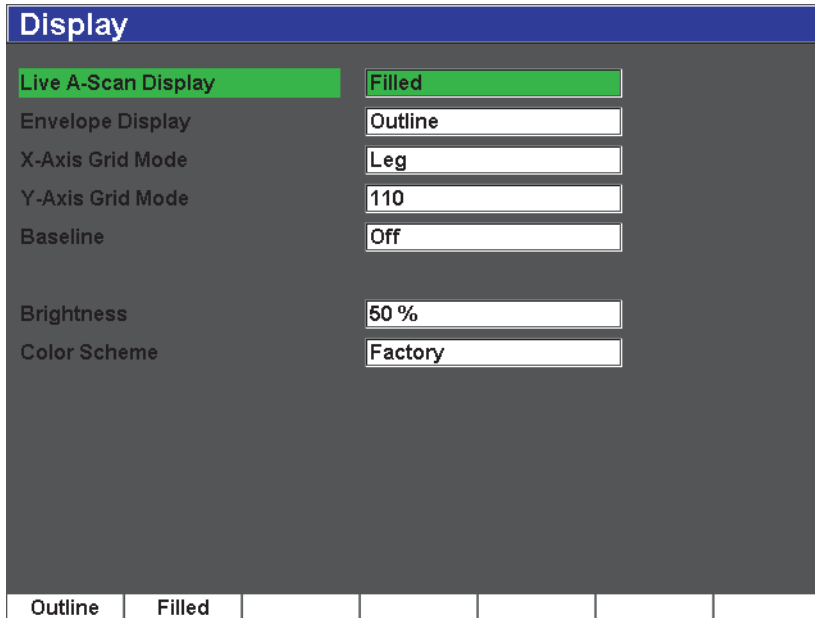 Display
Live A-Scan Display Filled
Envelope Display Outline
X-Axis Grid Mode Leg
Y-Axis Grid Mode 110
Baseline Off
Brightness 50 %
Color Scheme Factory
Outline Filled